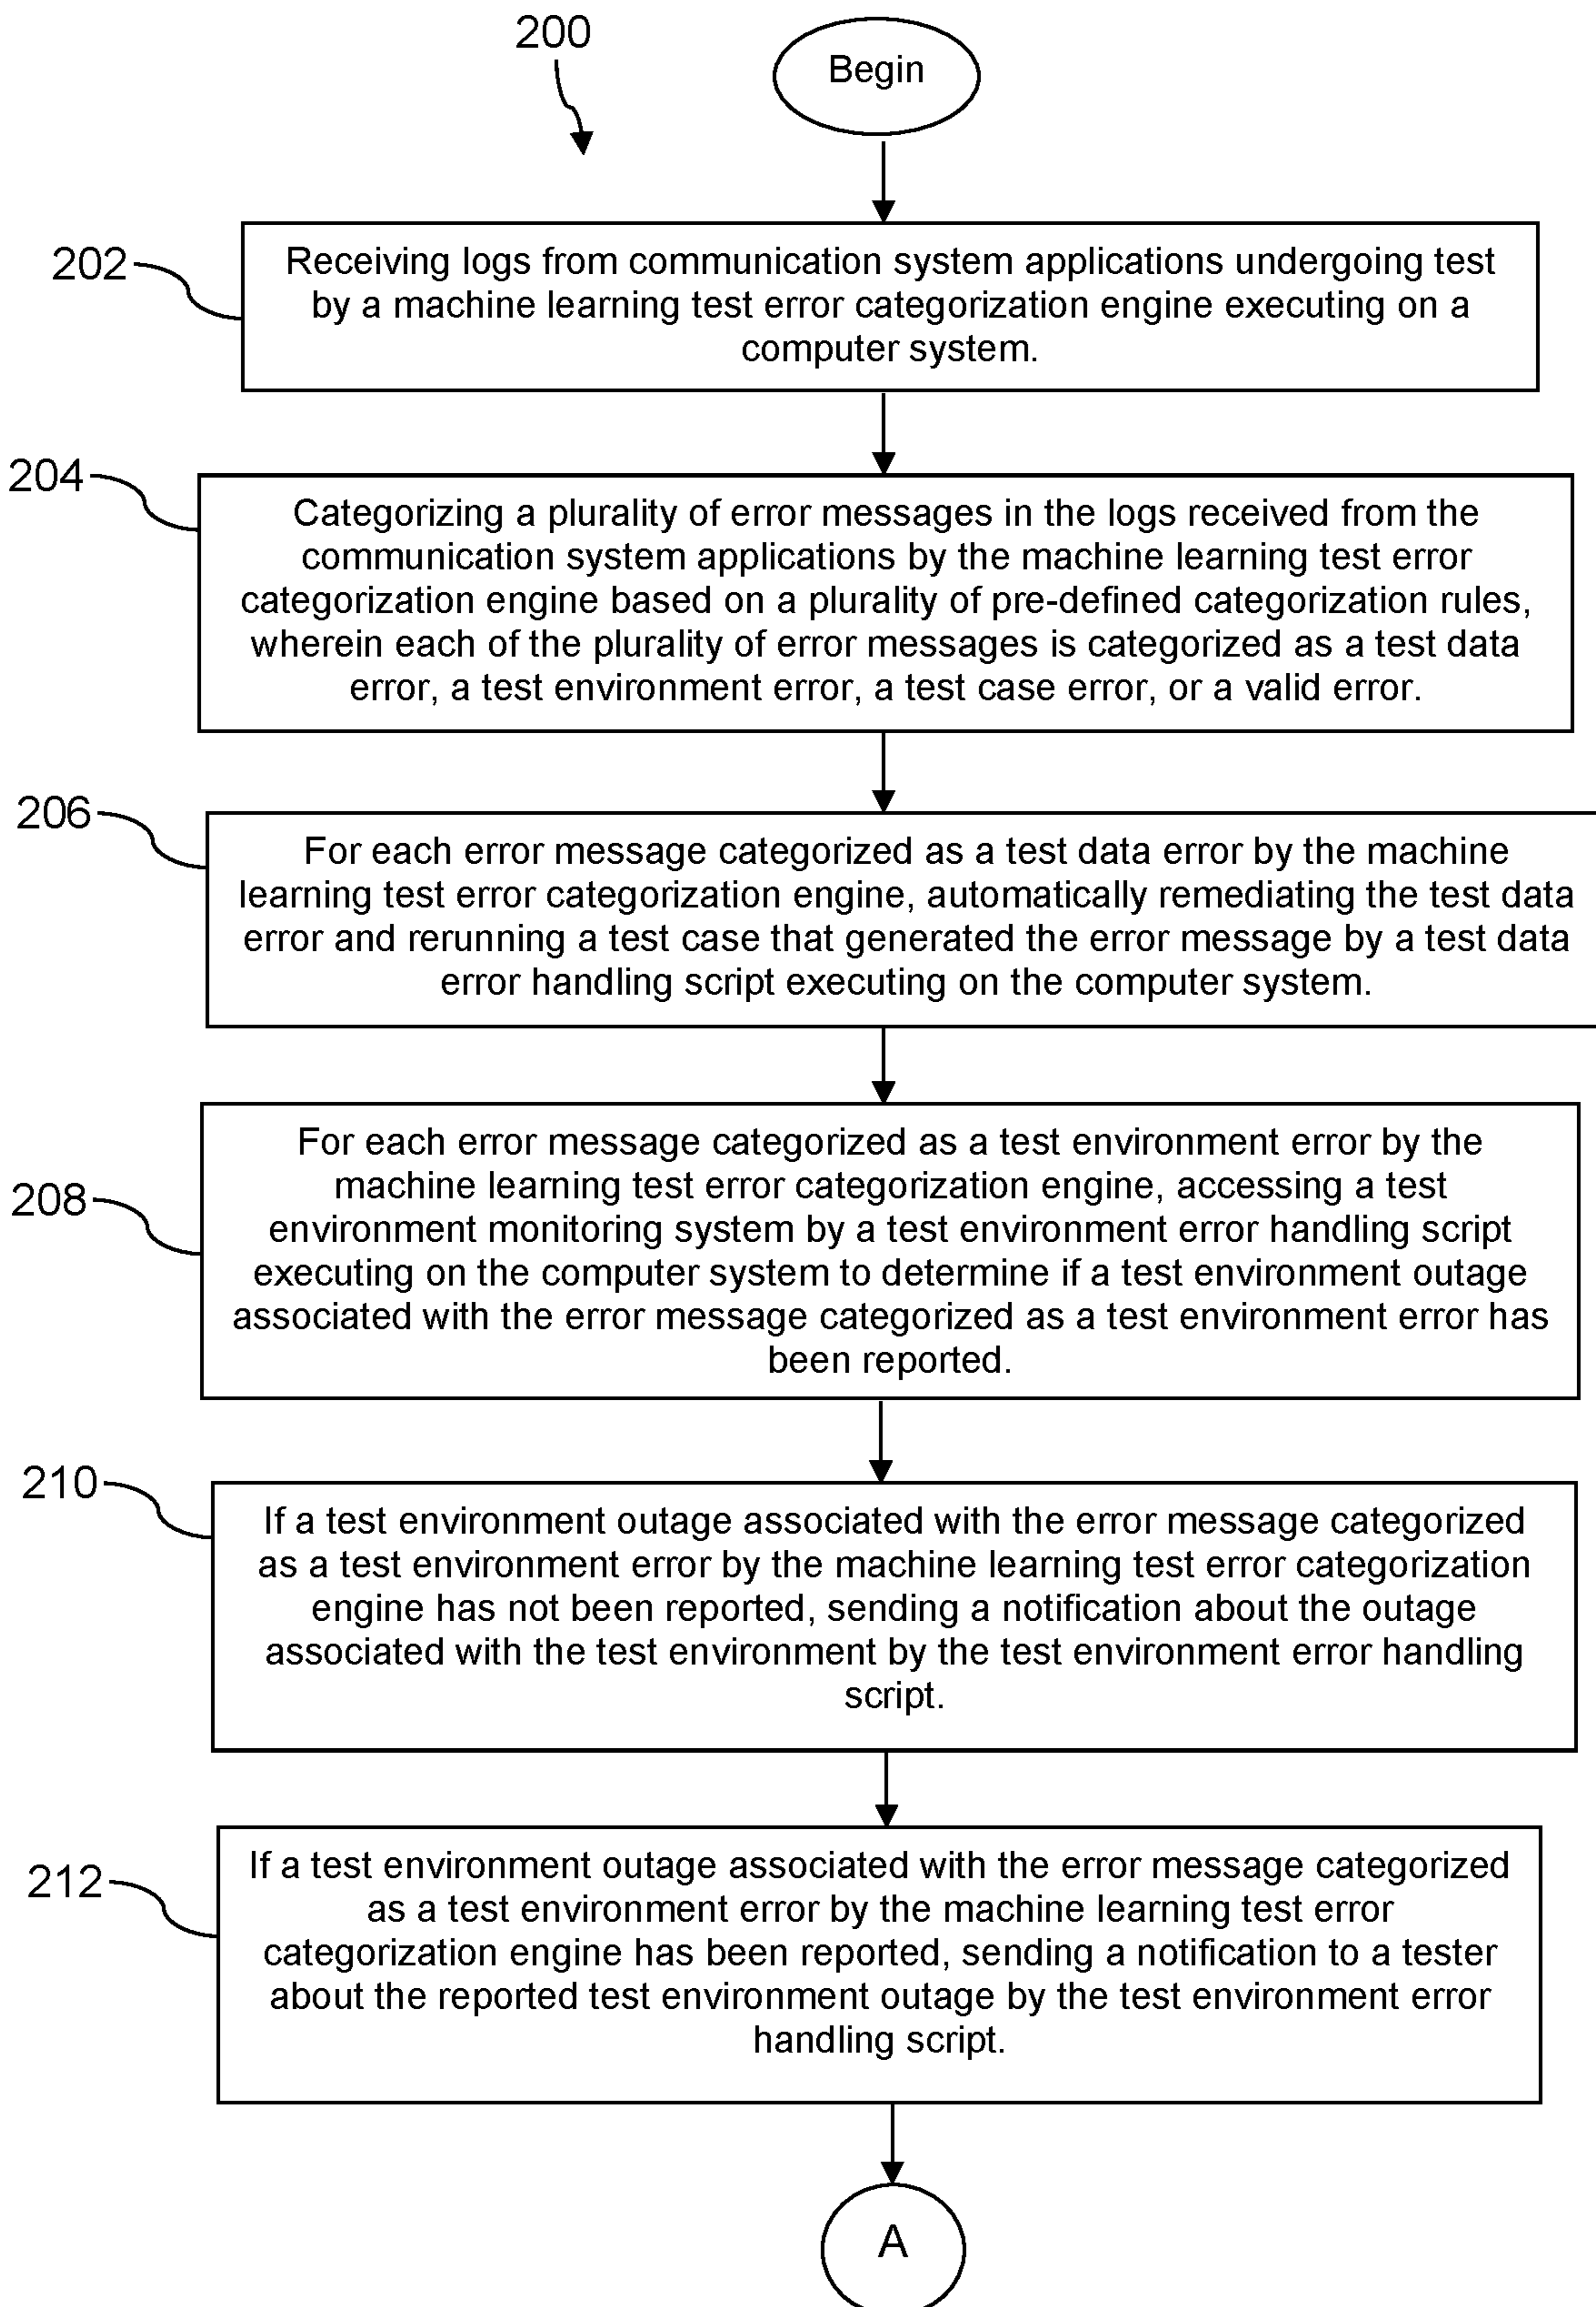 200
Begin
202
Receiving logs from communication system applications undergoing test
by a machine learning test error categorization engine executing on a
computer system.
204
Categorizing a plurality of error messages in the logs received from the
communication system applications by the machine learning test error
categorization engine based on a plurality of pre-defined categorization rules,
wherein each of the plurality of error messages is categorized as a test data
error, a test environment error, a test case error, or a valid error.
206
For each error message categorized as a test data error by the machine
learning test error categorization engine, automatically remediating the test data
error and rerunning a test case that generated the error message by a test data
error handling script executing on the computer system.
208
For each error message categorized as a test environment error by the
machine learning test error categorization engine, accessing a test
environment monitoring system by a test environment error handling script
executing on the computer system to determine if a test environment outage
associated with the error message categorized as a test environment error has
been reported.
210
If a test environment outage associated with the error message categorized
as a test environment error by the machine learning test error categorization
engine has not been reported, sending a notification about the outage
associated with the test environment by the test environment error handling
script.
212
If a test environment outage associated with the error message categorized
as a test environment error by the machine learning test error
categorization engine has been reported, sending a notification to a tester
about the reported test environment outage by the test environment error
handling script.
A